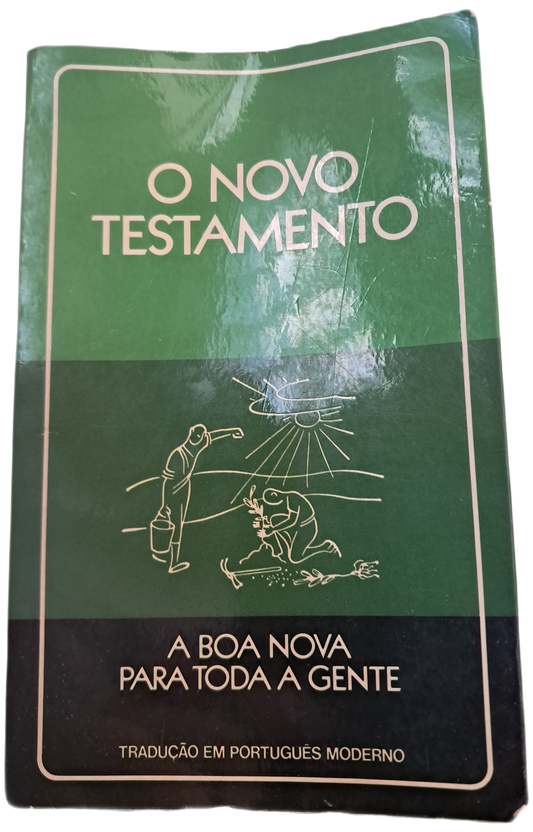 O NOVO
TESTAMENTO
A BOA NOVA
PARA TODA A GENTE
TRADUÇÃO EM PORTUGUÊS MODERNO